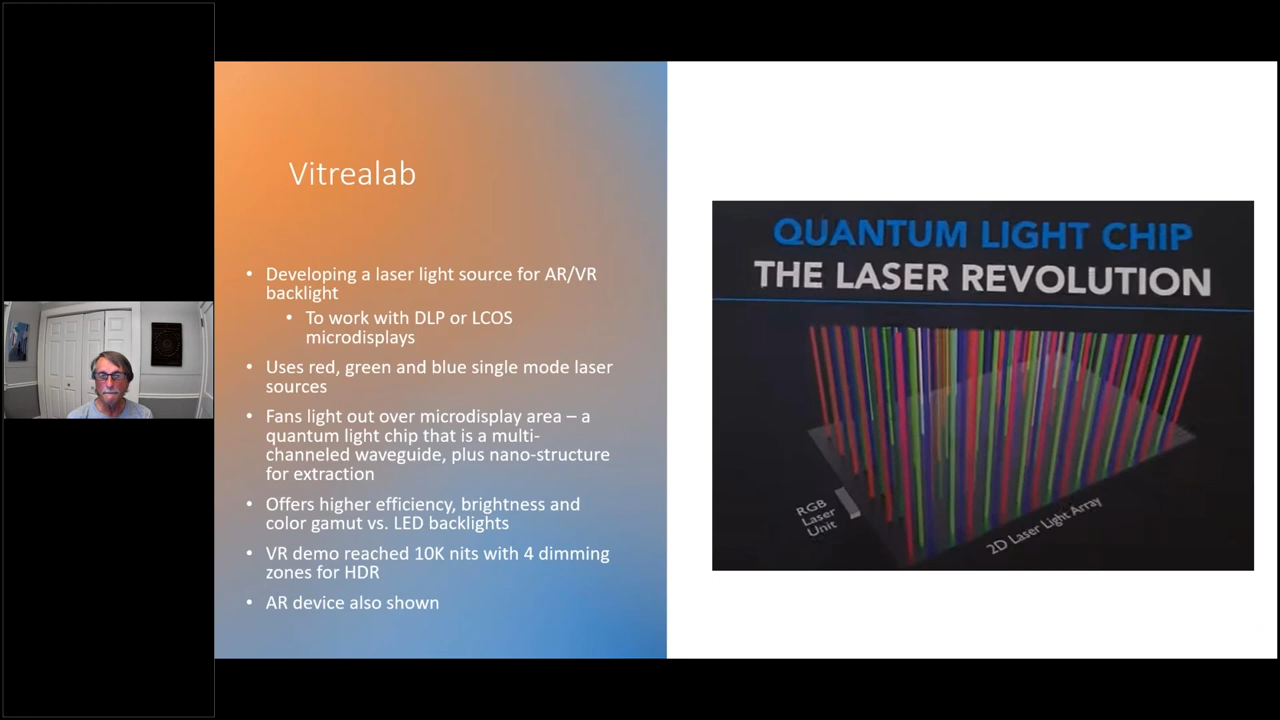 Vitrealab
• Developing a laser light source for AR/VR
backlight
• To work with DLP or LCOS
microdisplays
• Uses red, green and blue single mode laser
sources
• Fans light out over microdisplay area – a
quantum light chip that is a multi-
channeled waveguide, plus nano-structure
for extraction
• Offers higher efficiency, brightness and
color gamut vs. LED backlights
• VR demo reached 10K nits with 4 dimming
zones for HDR
• AR device also shown
QUANTUM LIGHT CHIP
THE LASER REVOLUTION
RGB
Laser
Unit
2D Laser Light Array